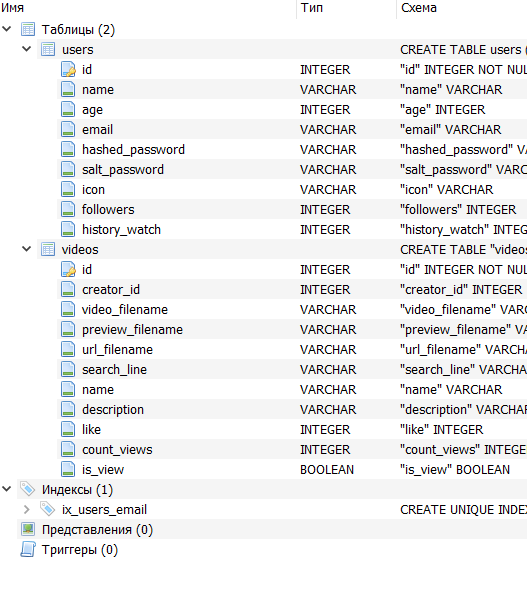 Имя Тип Схема
Таблицы (2)
users CREATE TABLE users (
id INTEGER "id" INTEGER NOT NUL
name VARCHAR "name" VARCHAR
age INTEGER "age" INTEGER
email VARCHAR "email" VARCHAR
hashed_password VARCHAR "hashed_password" VA
salt_password VARCHAR "salt_password" VARCH
icon VARCHAR "icon" VARCHAR
followers INTEGER "followers" INTEGER
history_watch INTEGER "history_watch" INTEG
videos CREATE TABLE "videos
id INTEGER "id" INTEGER NOT NUL
creator_id INTEGER "creator_id" INTEGER
video_filename VARCHAR "video_filename" VARC
preview_filename VARCHAR "preview_filename" VA
url_filename VARCHAR "url_filename" VARCHA
search_line VARCHAR "search_line" VARCHA
name VARCHAR "name" VARCHAR
description VARCHAR "description" VARCHAR
like INTEGER "like" INTEGER
count_views INTEGER "count_views" INTEGE
is_view BOOLEAN "is_view" BOOLEAN
Индексы (1)
ix_users_email CREATE UNIQUE INDEX
Представления (0)
Триггеры (0)